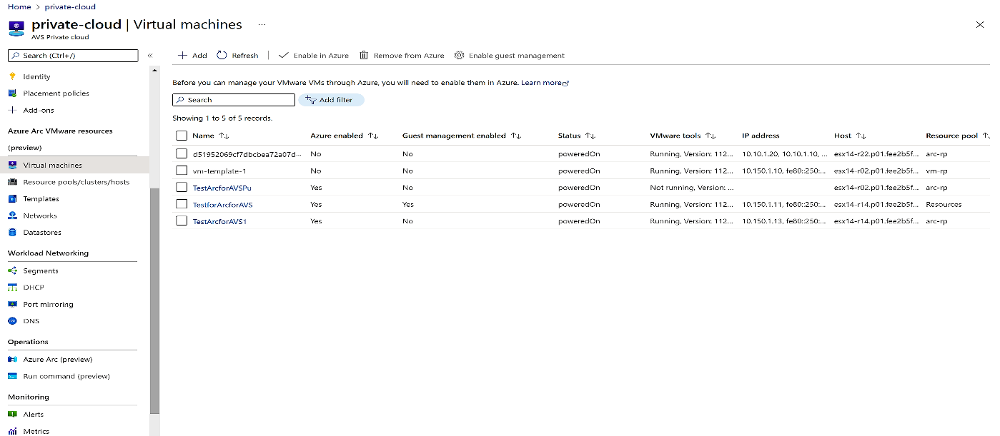 Home > private-cloud
private-cloud | Virtual machines ...
AVS Private cloud
Search (Ctrl+/)
«
Identity
Placement policies
Add-ons
Azure Arc VMware resources
(preview)
Virtual machines
Resource pools/clusters/hosts
Templates
Networks
Datastores
Workload Networking
Segments
DHCP
Port mirroring
DNS
Operations
Azure Arc (preview)
Run command (preview)
Monitoring
Alerts
Metrics
Add Refresh | Enable in Azure Remove from Azure Enable guest management
Before you can manage your VMware VMs through Azure, you will need to enable them in Azure. Learn more
Search Add filter
Showing 1 to 5 of 5 records.
Name ↑↓ Azure enabled ↑↓ Guest management enabled ↑↓ Status ↑↓ VMware tools ↑↓ IP address Host ↑↓ Resource pool ↑↓
d51952069cf7dbcbea72a07d... No No poweredOn Running, Version: 112... 10.10.1.20, 10.10.1.10, ... esx14-r22.p01.fee2b5f... arc-rp
vm-template-1 No No poweredOn Running, Version: 112... 10.150.1.10, fe80::250:... esx14-r02.p01.fee2b5f... vm-rp
TestArcforAVSPu Yes No poweredOn Not running, Version: ... esx14-r02.p01.fee2b5f... arc-rp
TestforArcforAVS Yes Yes poweredOn Running, Version: 112... 10.150.1.11, fe80::250:... esx14-r14.p01.fee2b5f... Resources
TestArcforAVS1 Yes No poweredOn Running, Version: 112... 10.150.1.13, fe80::250:... esx14-r14.p01.fee2b5f... arc-rp